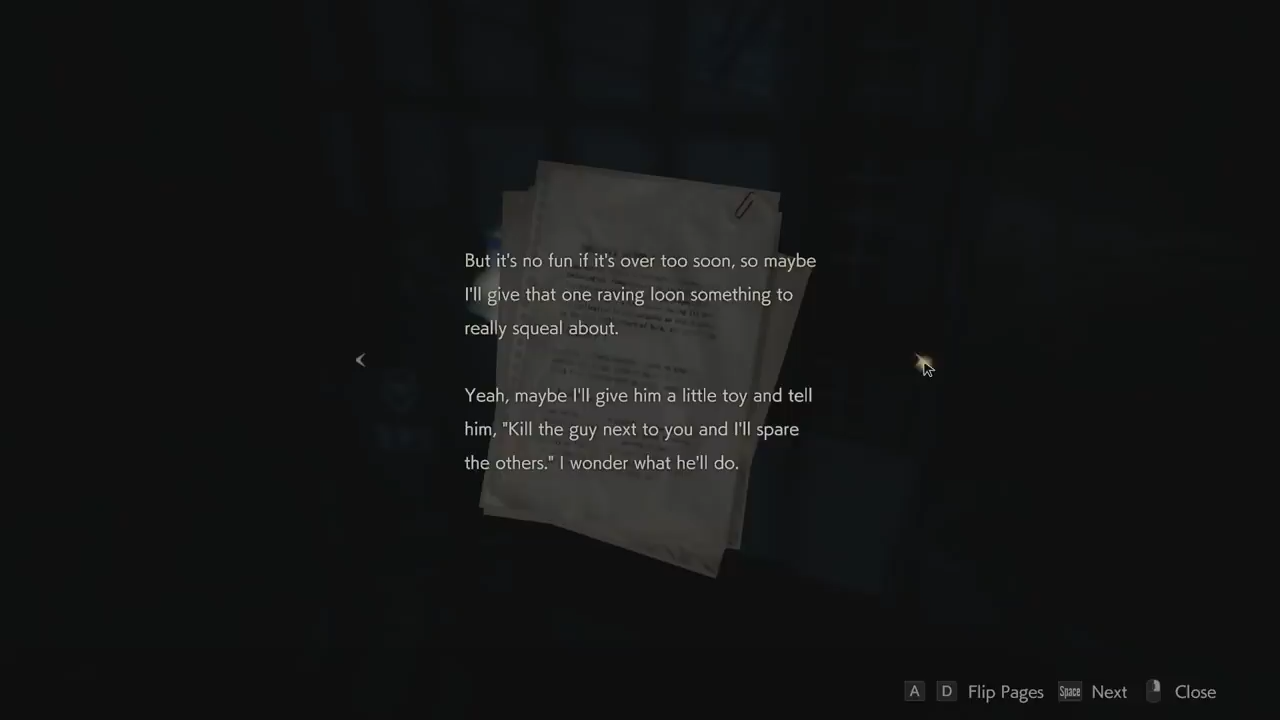 But it's no fun if it's over too soon, so maybe
I'll give that one raving loon something to
really squeal about.
Yeah, maybe I'll give him a little toy and tell
him, "Kill the guy next to you and I'll spare
the others." I wonder what he'll do.
A D Flip Pages Space Next Close